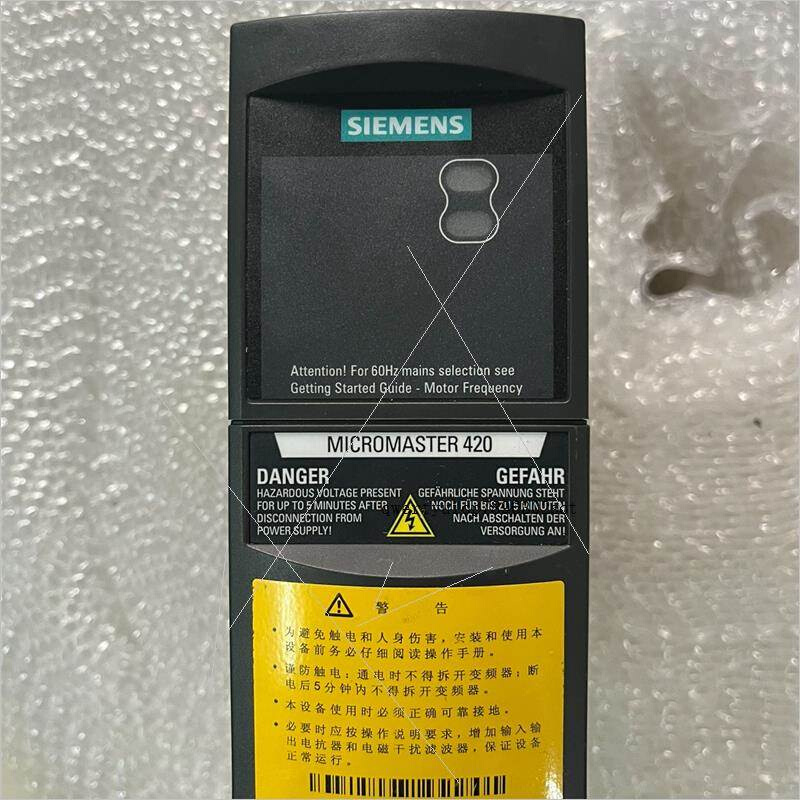 SIEMENS
Attention! For 60Hz mains selection see
Getting Started Guide - Motor Frequency
MICROMASTER 420
DANGER
HAZARDOUS VOLTAGE PRESENT
FOR UP TO 5 MINUTES AFTER
DISCONNECTION FROM
POWER SUPPLY!
GEFAHR
GEFÄHRLICHE SPANNUNG STEHT
NOCH FÜR BIS ZU 5 MINUTEN
NACH ABSCHALTEN DER
VERSORGUNG AN!
警 告
• 为避免触电和人身伤害，安装和使用本
设备前务必仔细阅读操作手册。
• 谨防触电：通电时不得拆开变频器；断
电后5分钟内不得拆开变频器。
• 本设备使用时必须正确可靠接地。
• 必要时应按操作说明要求，增加输入输
出电抗器和电磁干扰滤波器，保证设备
正常运行。